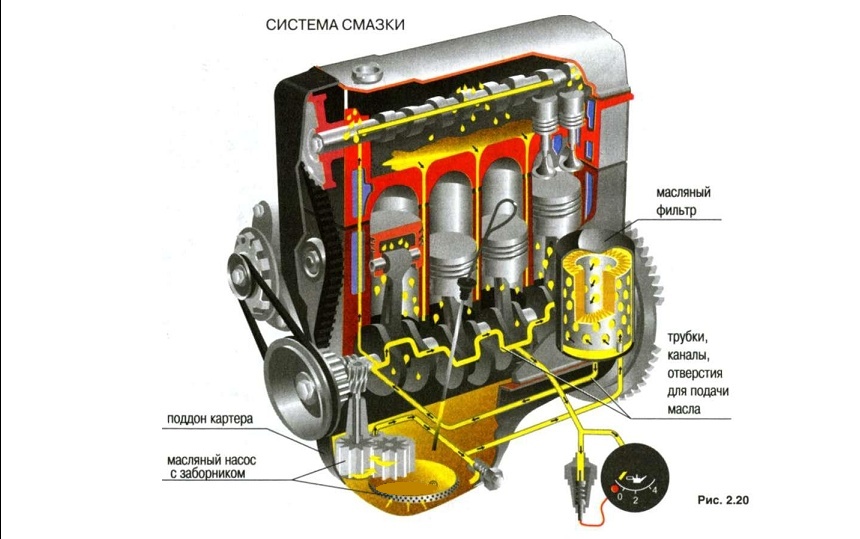 СИСТЕМА СМАЗКИ
масляный
фильтр
трубки,
каналы,
отверстия
для подачи
масла
поддон картера
масляный насос
с заборником
0 2 4
Рис. 2.20